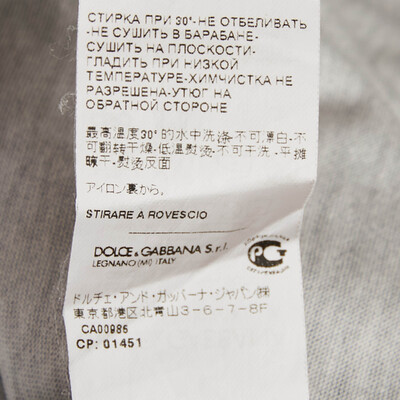 СТИРКА ПРИ 30°-НЕ ОТБЕЛИВАТЬ
-НЕ СУШИТЬ В БАРАБАНЕ-
СУШИТЬ НА ПЛОСКОСТИ-
ГЛАДИТЬ ПРИ НИЗКОЙ
ТЕМПЕРАТУРЕ-ХИМЧИСТКА НЕ
РАЗРЕШЕНА-УТЮГ НА
ОБРАТНОЙ СТОРОНЕ
最高温度30°的水中洗涤-不可漂白-不
可翻转干燥-低温熨烫-不可干洗.-平摊
晾干-熨烫反面
アイロン裏から。
STIRARE A ROVESCIO
DOLCE & GABBANA S.r.l.
LEGNANO (MI) ITALY
PG
ドルチェ・アンド・ガッバーナ・ジャパン㈱
東京都港区北青山3-6-7-8F
CA00986
CP: 01451